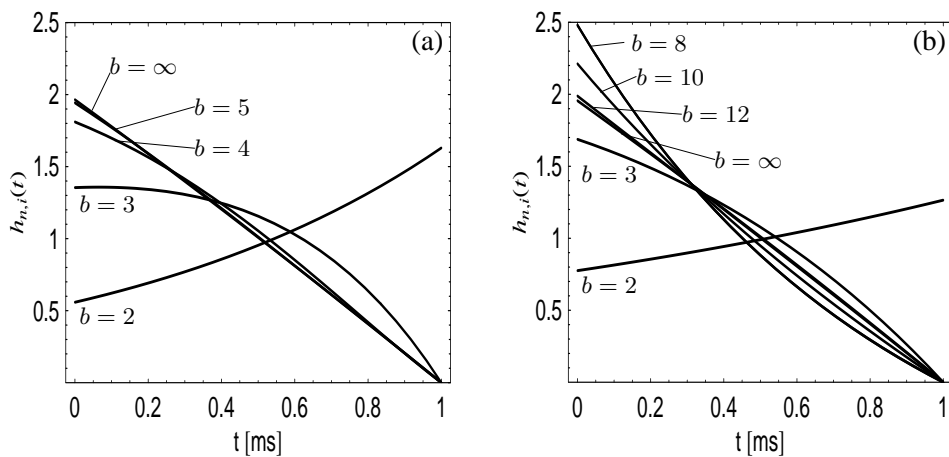 (a)
2.5
2
1.5
1
0.5
h_{n,i}(t)
b = ∞
b = 5
b = 4
b = 3
b = 2
0 0.2 0.4 0.6 0.8 1
t [ms]
(b)
2.5
2
1.5
1
0.5
h_{n,i}(t)
b = 8
b = 10
b = 12
b = ∞
b = 3
b = 2
0 0.2 0.4 0.6 0.8 1
t [ms]